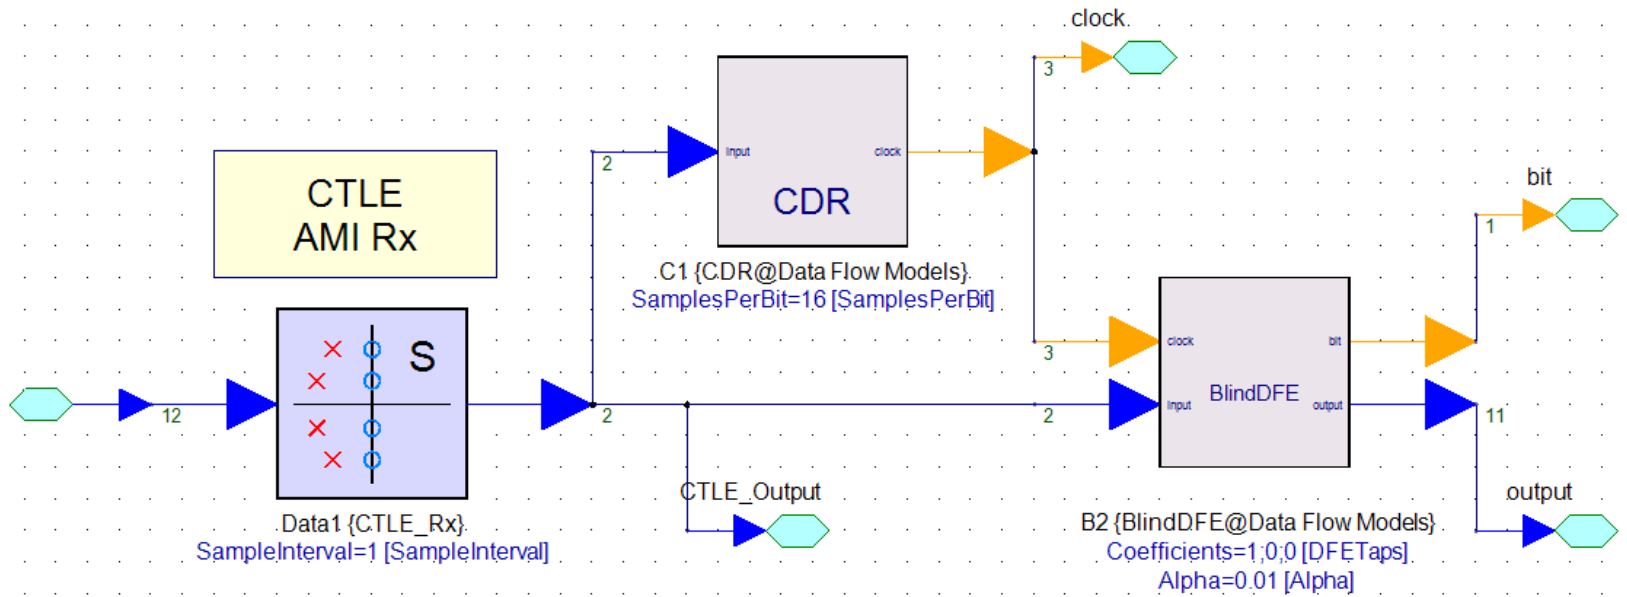 clock
3
2
input
clock
CDR
CTLE
AMI Rx
bit
1
C1 {CDR@Data Flow Models}
SamplesPerBit=16 [SamplesPerBit]
S
3
clock
bit
BlindDFE
12
2
2
input
output
11
Data1 {CTLE_Rx}
SampleInterval=1 [SampleInterval]
CTLE_Output
output
B2 {BlindDFE@Data Flow Models}
Coefficients=1;0;0 [DFETaps]
Alpha=0.01 [Alpha]